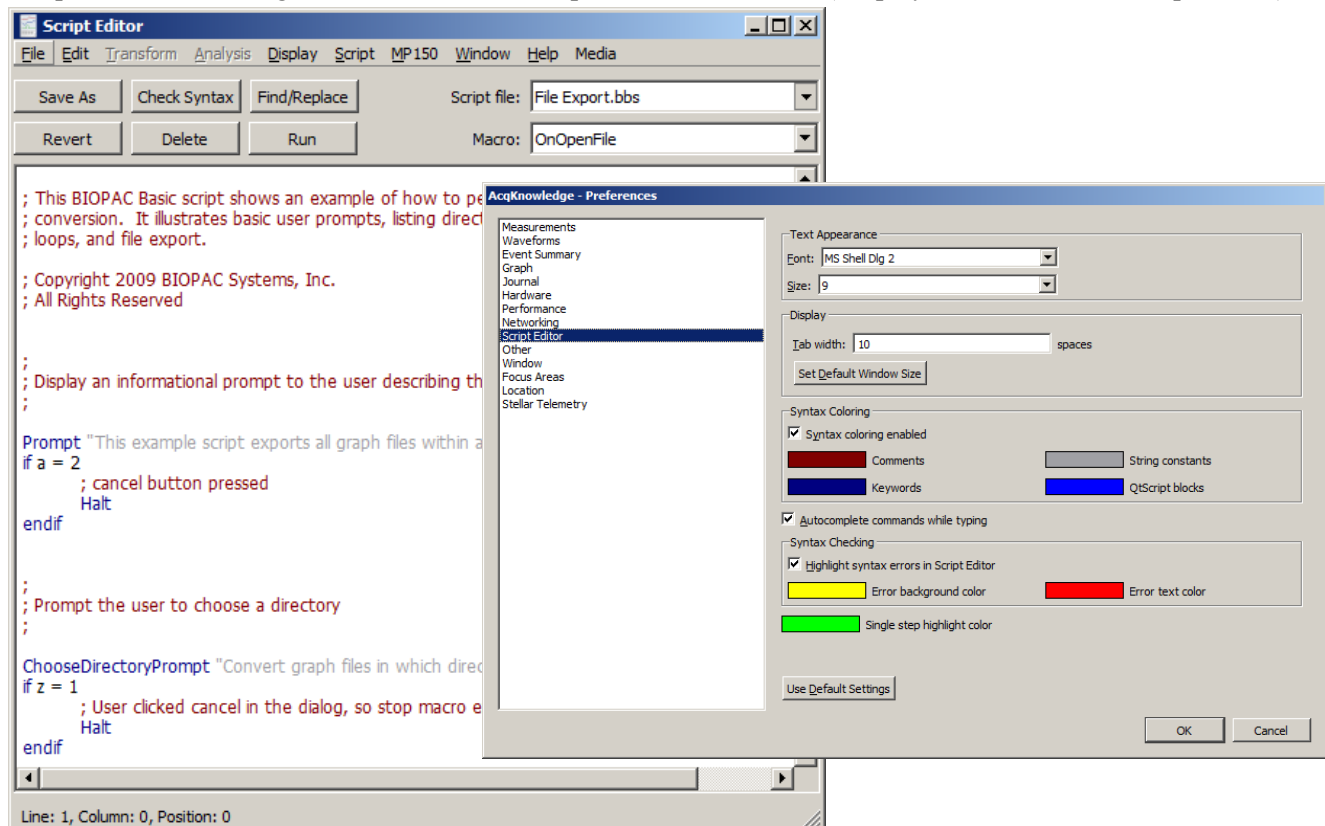 Script Editor
File Edit Transform Analysis Display Script MP150 Window Help Media
Save As Check Syntax Find/Replace Script file: File Export.bbs
Revert Delete Run Macro: OnOpenFile
; This BIOPAC Basic script shows an example of how to pe
; conversion.  It illustrates basic user prompts, listing direct
; loops, and file export.
; Copyright 2009 BIOPAC Systems, Inc.
; All Rights Reserved
;
; Display an informational prompt to the user describing th
;
Prompt "This example script exports all graph files within a
if a = 2
; cancel button pressed
Halt
endif
;
; Prompt the user to choose a directory
;
ChooseDirectoryPrompt "Convert graph files in which direc
if z = 1
; User clicked cancel in the dialog, so stop macro e
Halt
endif
Line: 1, Column: 0, Position: 0
AcqKnowledge - Preferences
Measurements
Waveforms
Event Summary
Graph
Journal
Hardware
Performance
Networking
Script Editor
Other
Window
Focus Areas
Location
Stellar Telemetry
Text Appearance
Font: MS Shell Dlg 2
Size: 9
Display
Tab width: 10 spaces
Set Default Window Size
Syntax Coloring
Syntax coloring enabled
Comments String constants
Keywords QtScript blocks
Autocomplete commands while typing
Syntax Checking
Highlight syntax errors in Script Editor
Error background color Error text color
Single step highlight color
Use Default Settings
OK Cancel